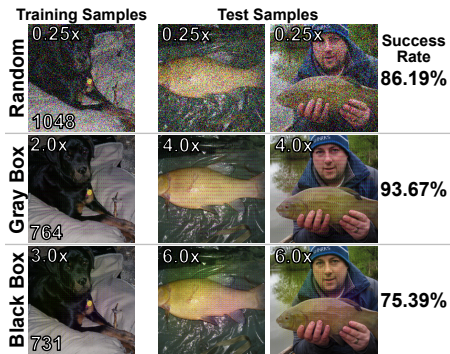 Training Samples Test Samples
Success Rate
Random 0.25x 1048 0.25x 0.25x 86.19%
Gray Box 2.0x 764 4.0x 4.0x 93.67%
Black Box 3.0x 731 6.0x 6.0x 75.39%